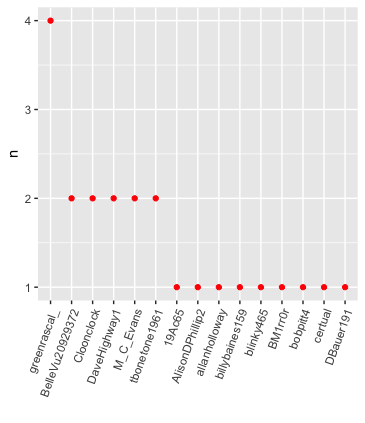 4
3
2
1
n
greenrascal_
BelleVu20929372
Cloonclock
DaveHighway1
M_C_Evans
tbonetone1961
19Ac65
AlisonDPhillip2
allanholloway
billybaines159
blinky465
BM1rr0r
bobpitt4
certual
DBauer191